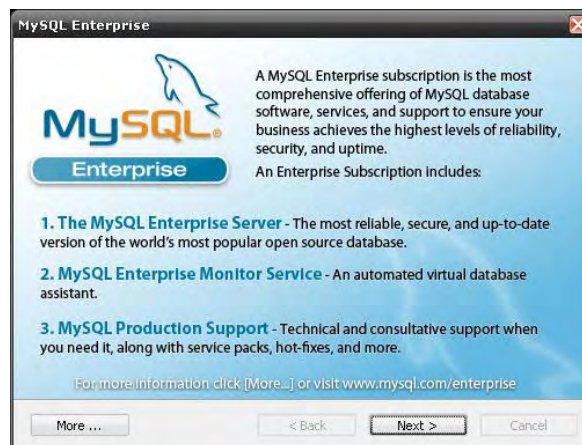 MySQL Enterprise
A MySQL Enterprise subscription is the most
comprehensive offering of MySQL database
software, services, and support to ensure your
business achieves the highest levels of reliability,
security, and uptime.
MySQL®
Enterprise
An Enterprise Subscription includes:
1. The MySQL Enterprise Server - The most reliable, secure, and up-to-date
version of the world's most popular open source database.
2. MySQL Enterprise Monitor Service - An automated virtual database
assistant.
3. MySQL Production Support - Technical and consultative support when
you need it, along with service packs, hot-fixes, and more.
For more information click [More...] or visit www.mysql.com/enterprise
More ...
< Back
Next >
Cancel